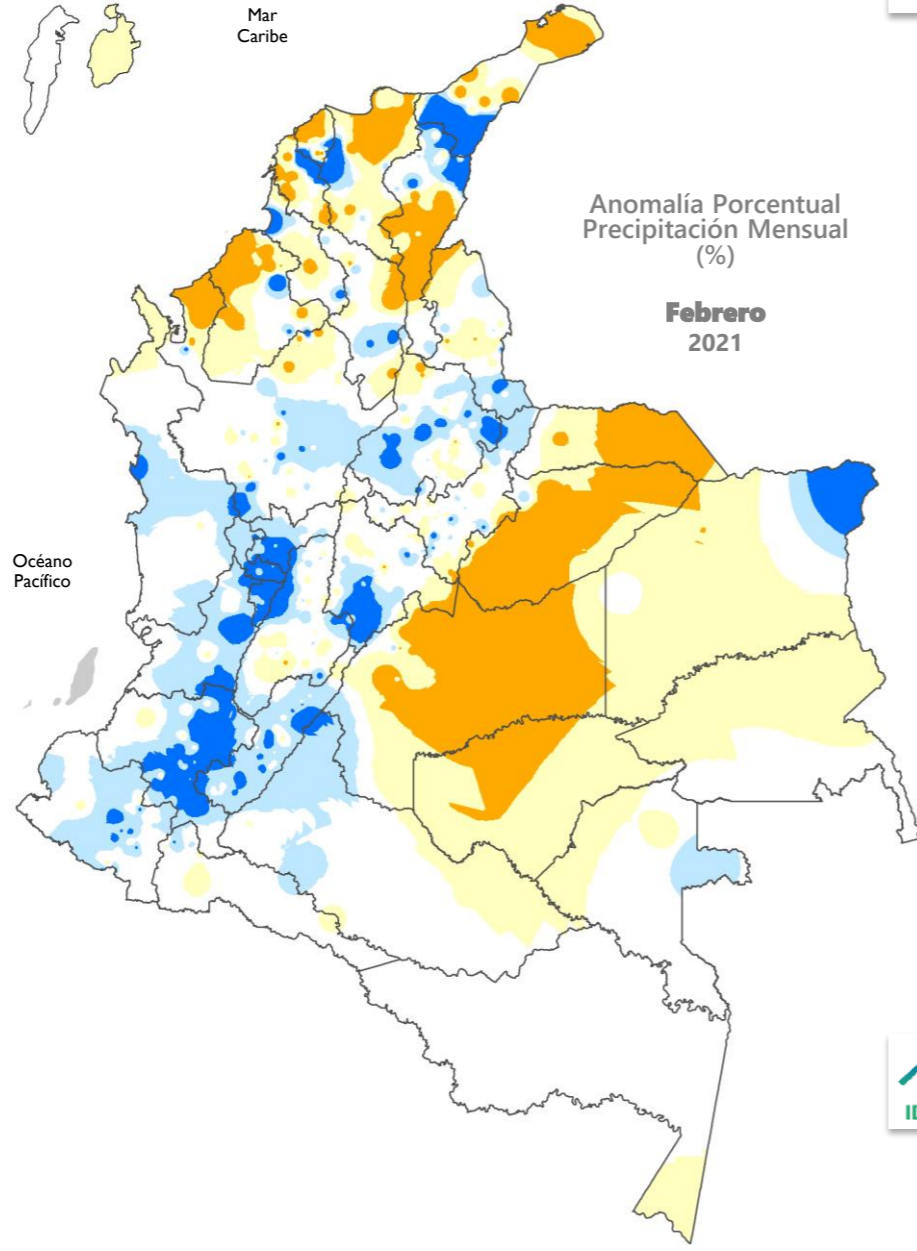 Mar
Caribe
Anomalía Porcentual
Precipitación Mensual
(%)
Febrero
2021
Océano
Pacífico